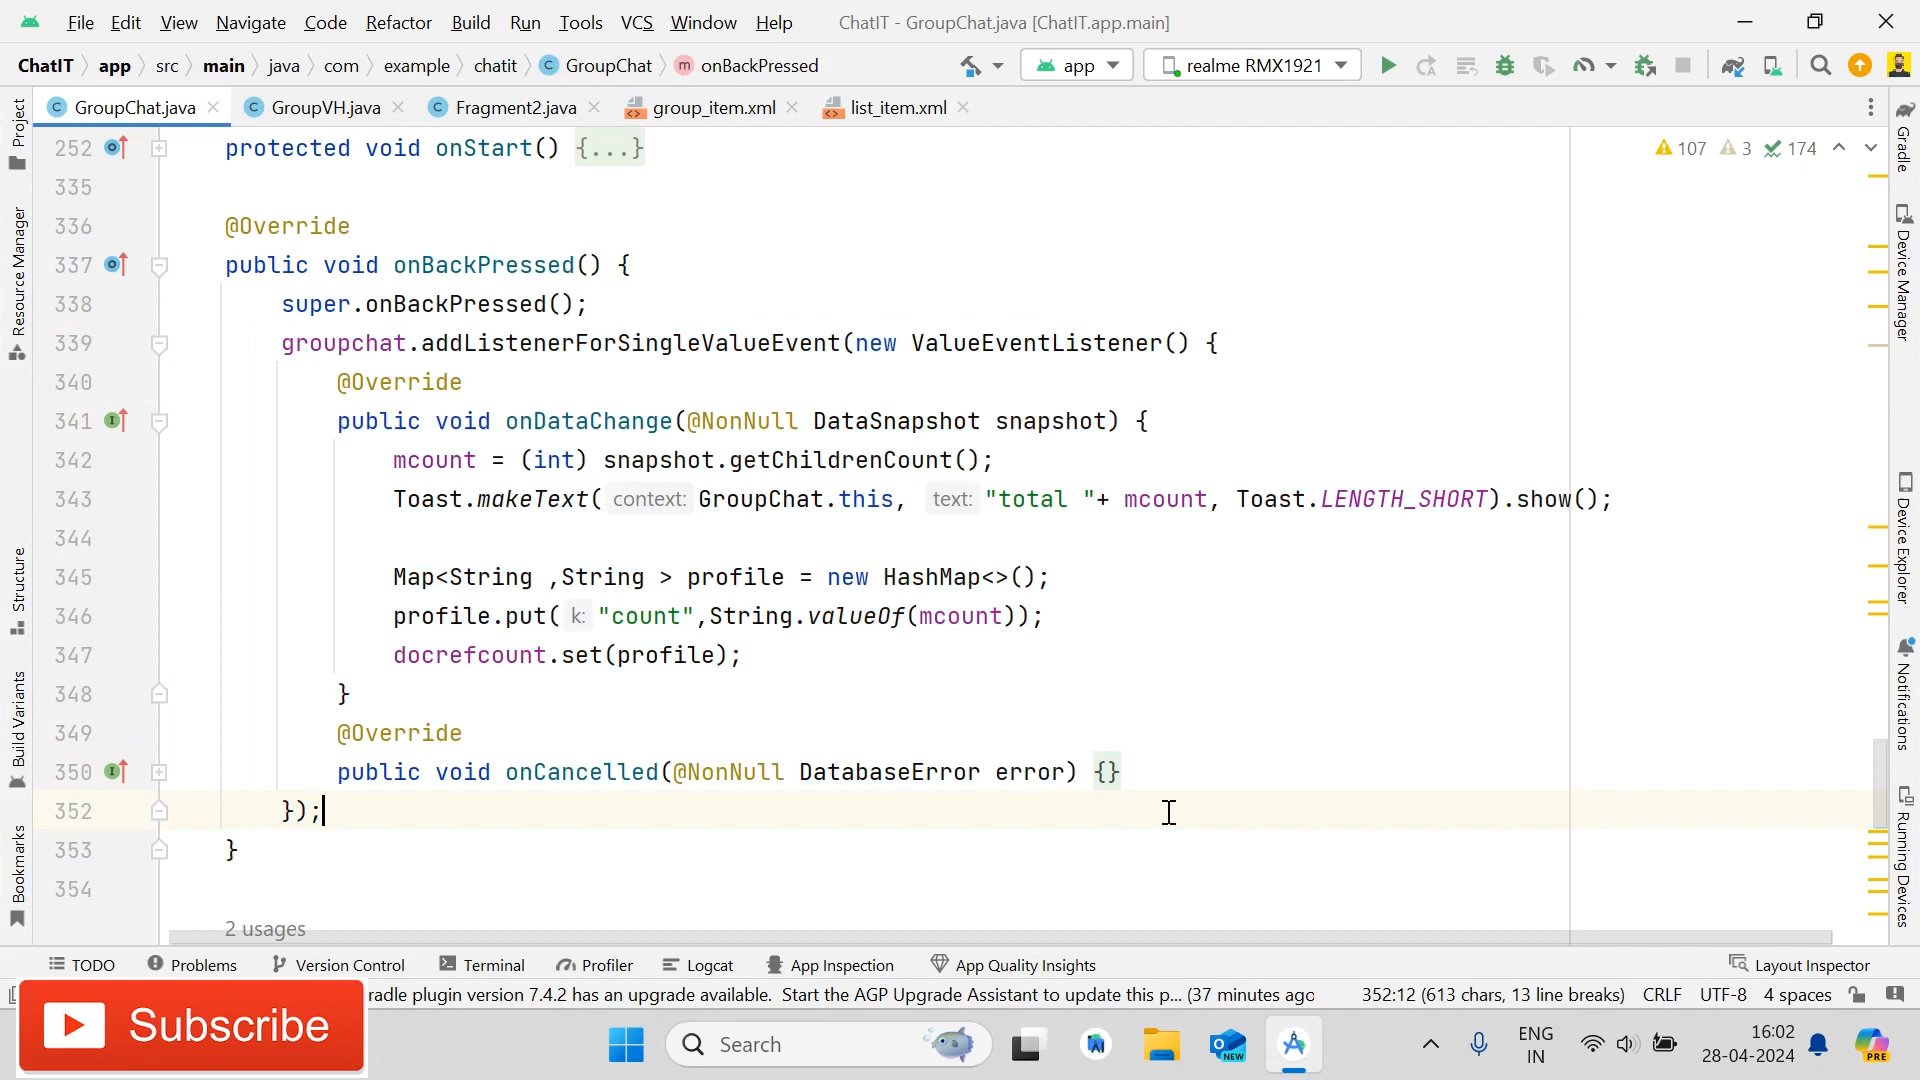 File Edit View Navigate Code Refactor Build Run Tools VCS Window Help ChatIT - GroupChat.java [ChatIT.app.main]
ChatIT app src main java com example chatit C GroupChat m onBackPressed app realme RMX1921
C GroupChat.java C GroupVH.java C Fragment2.java group_item.xml list_item.xml
252 protected void onStart() {...} 107 3 174
335
336 @Override
337 public void onBackPressed() {
338 super.onBackPressed();
339 groupchat.addListenerForSingleValueEvent(new ValueEventListener() {
340 @Override
341 public void onDataChange(@NonNull DataSnapshot snapshot) {
342 mcount = (int) snapshot.getChildrenCount();
343 Toast.makeText( context: GroupChat.this, text: "total "+ mcount, Toast.LENGTH_SHORT).show();
344
345 Map<String ,String > profile = new HashMap<>();
346 profile.put( k: "count",String.valueOf(mcount));
347 docrefcount.set(profile);
348 }
349 @Override
350 public void onCancelled(@NonNull DatabaseError error) {}
352 });
353 }
354
2 usages
Project
Resource Manager
Structure
Build Variants
Bookmarks
Gradle
Device Manager
Device Explorer
Notifications
Running Devices
TODO Problems Version Control Terminal Profiler Logcat App Inspection App Quality Insights Layout Inspector
radle plugin version 7.4.2 has an upgrade available. Start the AGP Upgrade Assistant to update this p... (37 minutes ago 352:12 (613 chars, 13 line breaks) CRLF UTF-8 4 spaces
Subscribe
Search
NEW
ENG
IN
16:02
28-04-2024
PRE